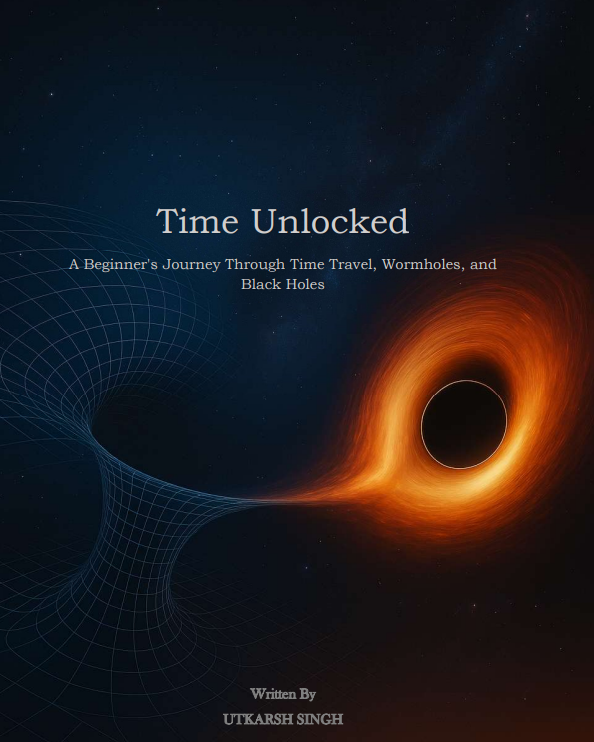 Time Unlocked
A Beginner's Journey Through Time Travel, Wormholes, and
Black Holes
Written By
UTKARSH SINGH